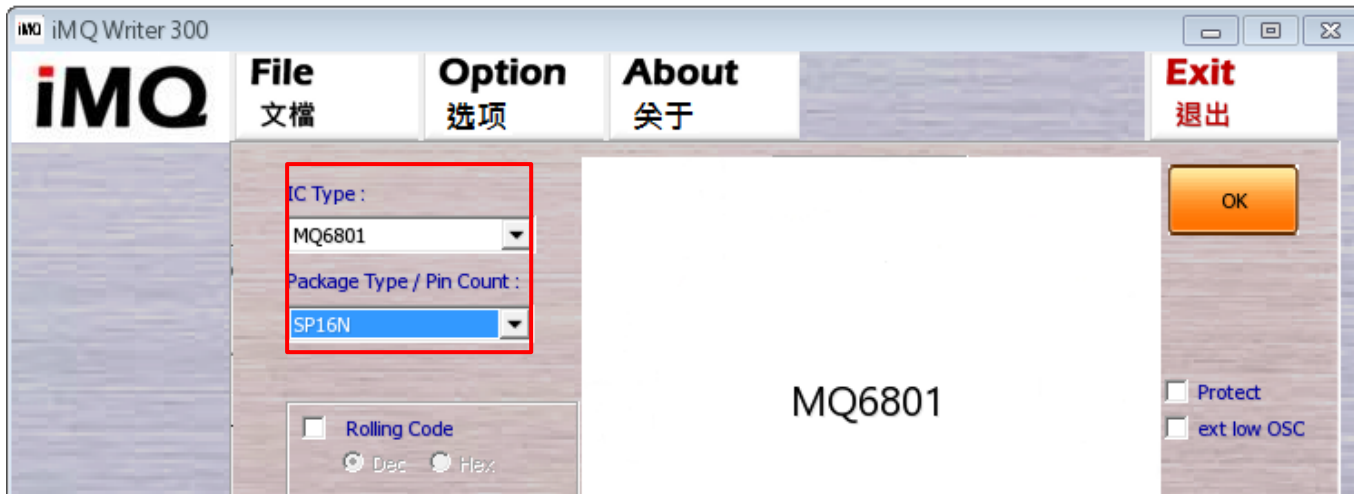 iMQ iMQ Writer 300
iMQ
File
文檔
Option
选项
About
关于
Exit
退出
IC Type :
MQ6801
Package Type / Pin Count :
SP16N
Rolling Code
Dec Hex
MQ6801
OK
Protect
ext low OSC